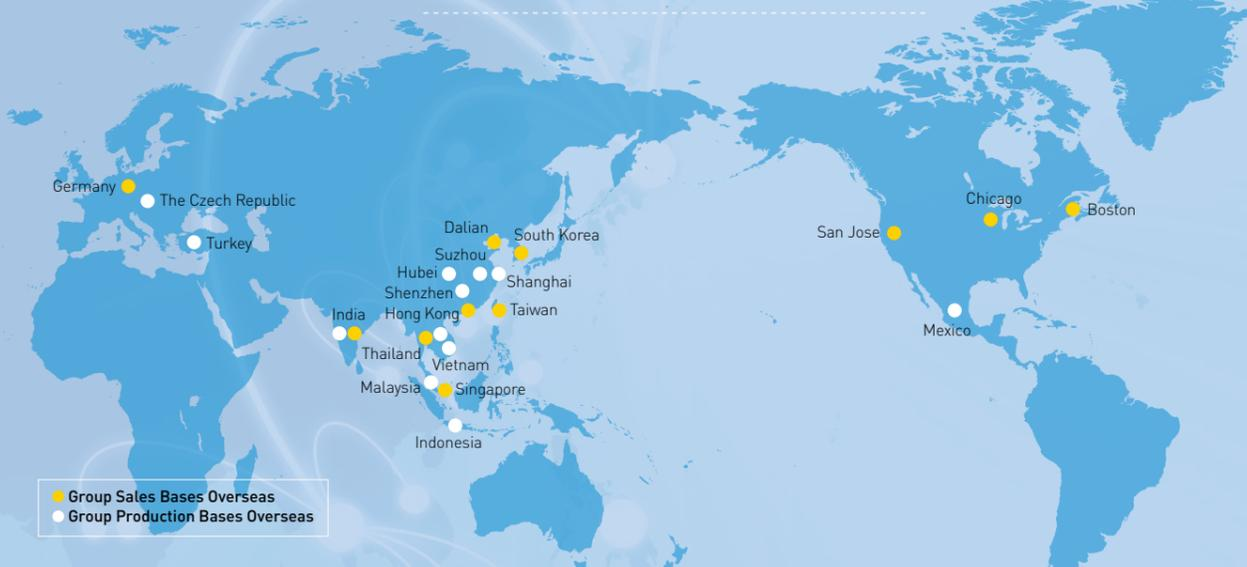 Germany
The Czech Republic
Turkey
Dalian
South Korea
Suzhou
Hubei
Shanghai
Shenzhen
India
Hong Kong
Taiwan
Thailand
Vietnam
Malaysia
Singapore
Indonesia
Chicago
Boston
San Jose
Mexico
Group Sales Bases Overseas
Group Production Bases Overseas